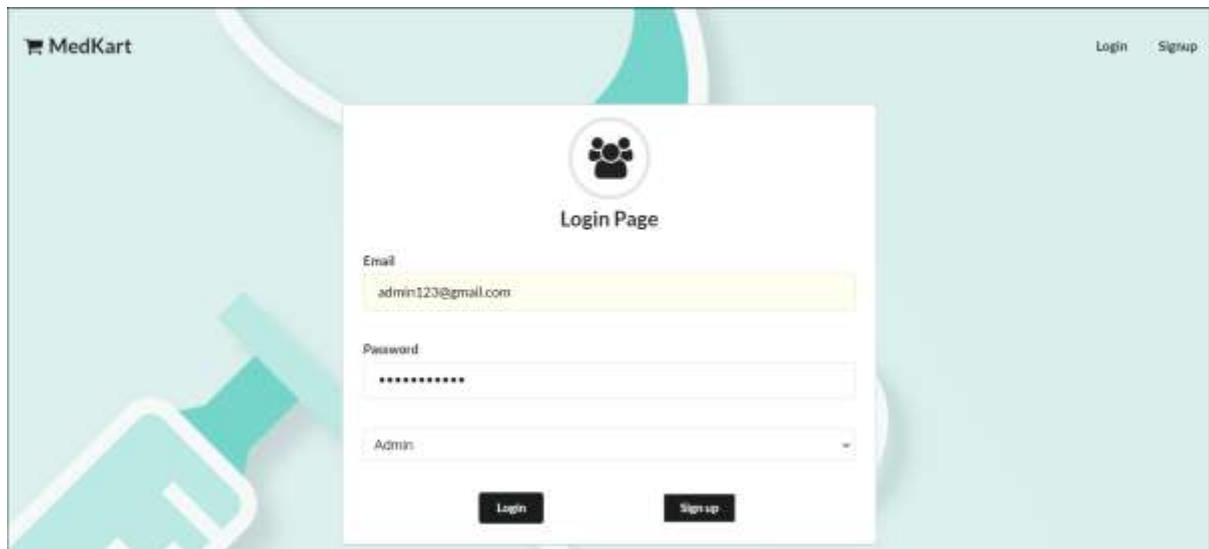 MedKart
Login Signup
Login Page
Email
admin123@gmail.com
Password
•••••••••••
Admin
Login Sign up